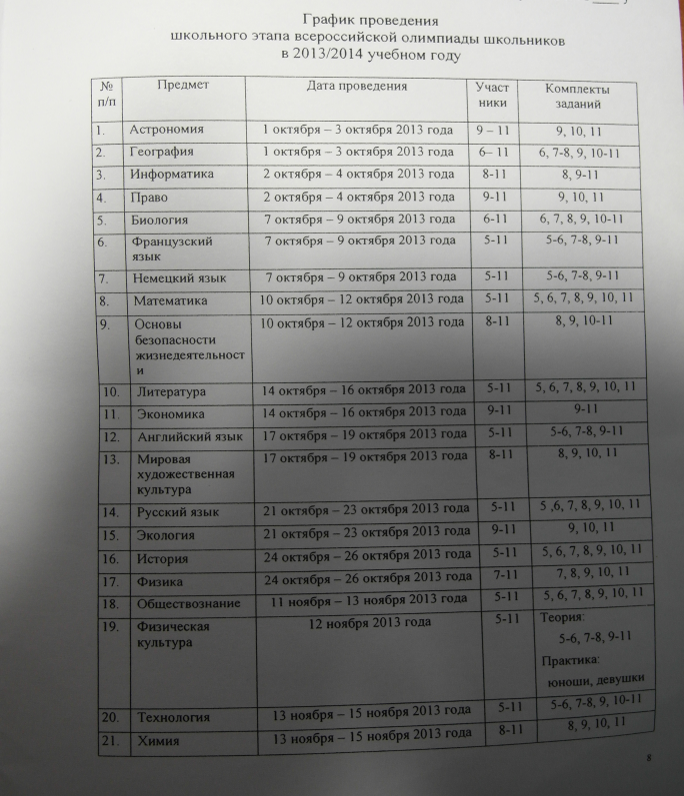 График проведения
школьного этапа всероссийской олимпиады школьников
в 2013/2014 учебном году
№ п/п Предмет Дата проведения Участ ники Комплекты заданий
1. Астрономия 1 октября – 3 октября 2013 года 9 – 11 9, 10, 11
2. География 1 октября – 3 октября 2013 года 6– 11 6, 7-8, 9, 10-11
3. Информатика 2 октября – 4 октября 2013 года 8-11 8, 9-11
4. Право 2 октября – 4 октября 2013 года 9-11 9, 10, 11
5. Биология 7 октября – 9 октября 2013 года 6-11 6, 7, 8, 9, 10-11
6. Французский язык 7 октября – 9 октября 2013 года 5-11 5-6, 7-8, 9-11
7. Немецкий язык 7 октября – 9 октября 2013 года 5-11 5-6, 7-8, 9-11
8. Математика 10 октября – 12 октября 2013 года 5-11 5, 6, 7, 8, 9, 10, 11
9. Основы безопасности жизнедеятельност и 10 октября – 12 октября 2013 года 8-11 8, 9, 10-11
10. Литература 14 октября – 16 октября 2013 года 5-11 5, 6, 7, 8, 9, 10, 11
11. Экономика 14 октября – 16 октября 2013 года 9-11 9-11
12. Английский язык 17 октября – 19 октября 2013 года 5-11 5-6, 7-8, 9-11
13. Мировая художественная культура 17 октября – 19 октября 2013 года 8-11 8, 9, 10, 11
14. Русский язык 21 октября – 23 октября 2013 года 5-11 5 ,6, 7, 8, 9, 10, 11
15. Экология 21 октября – 23 октября 2013 года 9-11 9, 10, 11
16. История 24 октября – 26 октября 2013 года 5-11 5, 6, 7, 8, 9, 10, 11
17. Физика 24 октября – 26 октября 2013 года 7-11 7, 8, 9, 10, 11
18. Обществознание 11 ноября – 13 ноября 2013 года 5-11 5, 6, 7, 8, 9, 10, 11
19. Физическая культура 12 ноября 2013 года 5-11 Теория:
5-6, 7-8, 9-11
Практика:
юноши, девушки
20. Технология 13 ноября – 15 ноября 2013 года 5-11 5-6, 7-8, 9, 10-11
21. Химия 13 ноября – 15 ноября 2013 года 8-11 8, 9, 10, 11
8